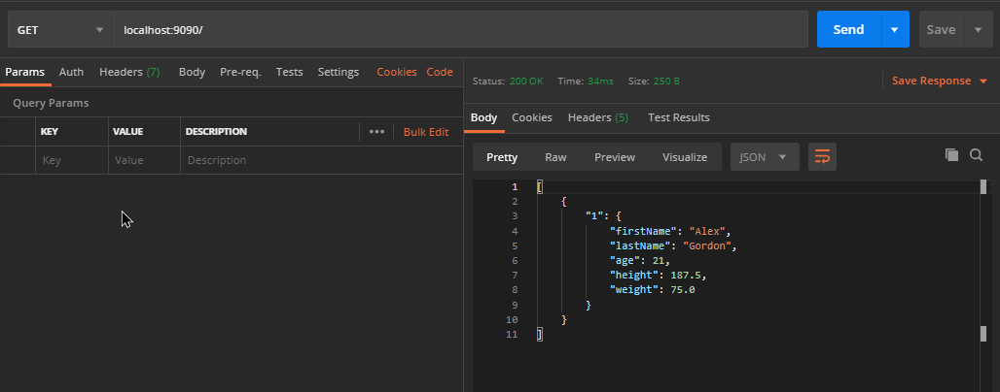 GET localhost:9090/ Send Save
Params Auth Headers (7) Body Pre-req. Tests Settings Cookies Code
Query Params
KEY VALUE DESCRIPTION ••• Bulk Edit
Key Value Description
Status: 200 OK Time: 34ms Size: 250 B Save Response
Body Cookies Headers (5) Test Results
Pretty Raw Preview Visualize JSON
1 [
2 {
3 "1": {
4 "firstName": "Alex",
5 "lastName": "Gordon",
6 "age": 21,
7 "height": 187.5,
8 "weight": 75.0
9 }
10 }
11 ]